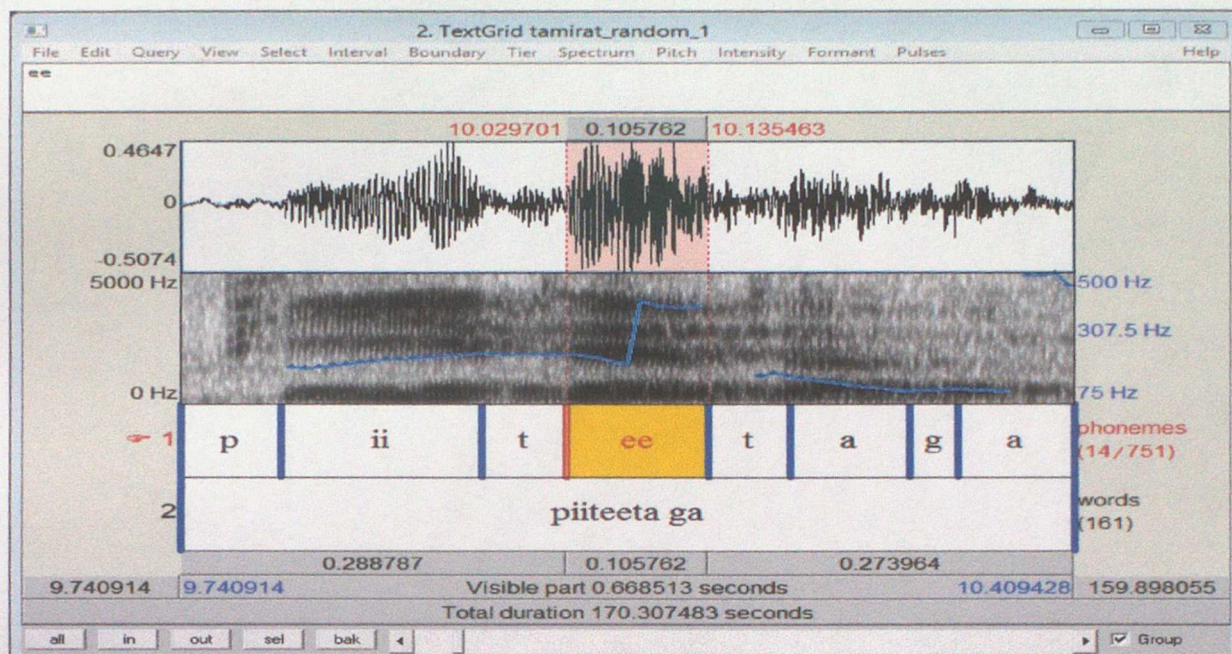 2. TextGrid tamirat_random_1
File Edit Query View Select Interval Boundary Tier Spectrum Pitch Intensity Formant Pulses Help
ee
10.029701 0.105762 10.135463
0.4647
0
-0.5074
5000 Hz 500 Hz
307.5 Hz
0 Hz 75 Hz
1 p ii t ee t a g a phonemes
(14/751)
2 piiteeta ga words
(161)
0.288787 0.105762 0.273964
9.740914 9.740914 Visible part 0.668513 seconds 10.409428 159.898055
Total duration 170.307483 seconds
all in out sel bak Group